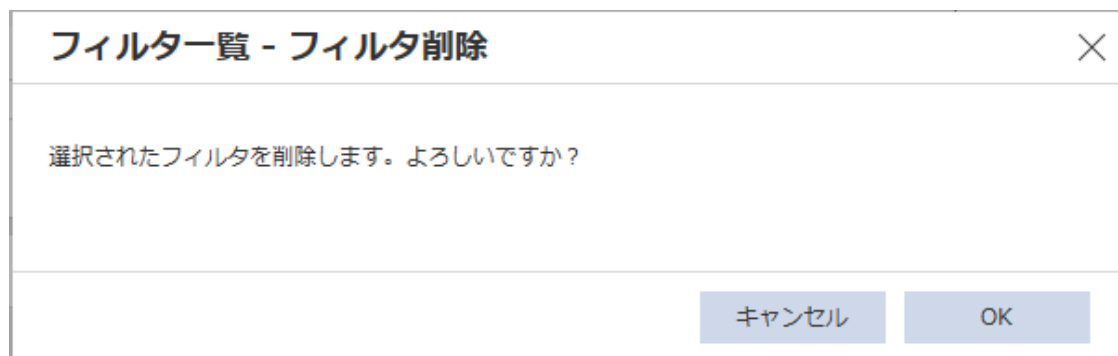 フィルタ一覧 - フィルタ削除
選択されたフィルタを削除します。よろしいですか？
キャンセル
OK